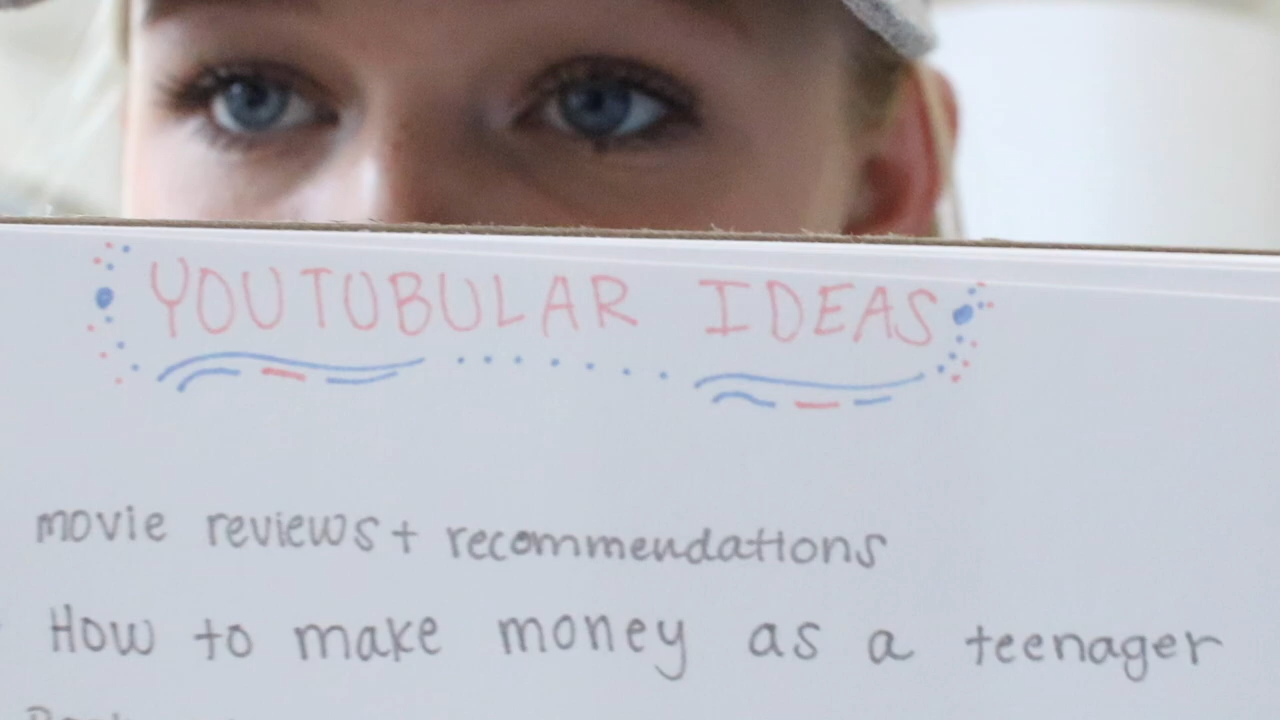 YOUTUBULAR IDEAS
movie reviews + recommendations
How to make money as a teenager